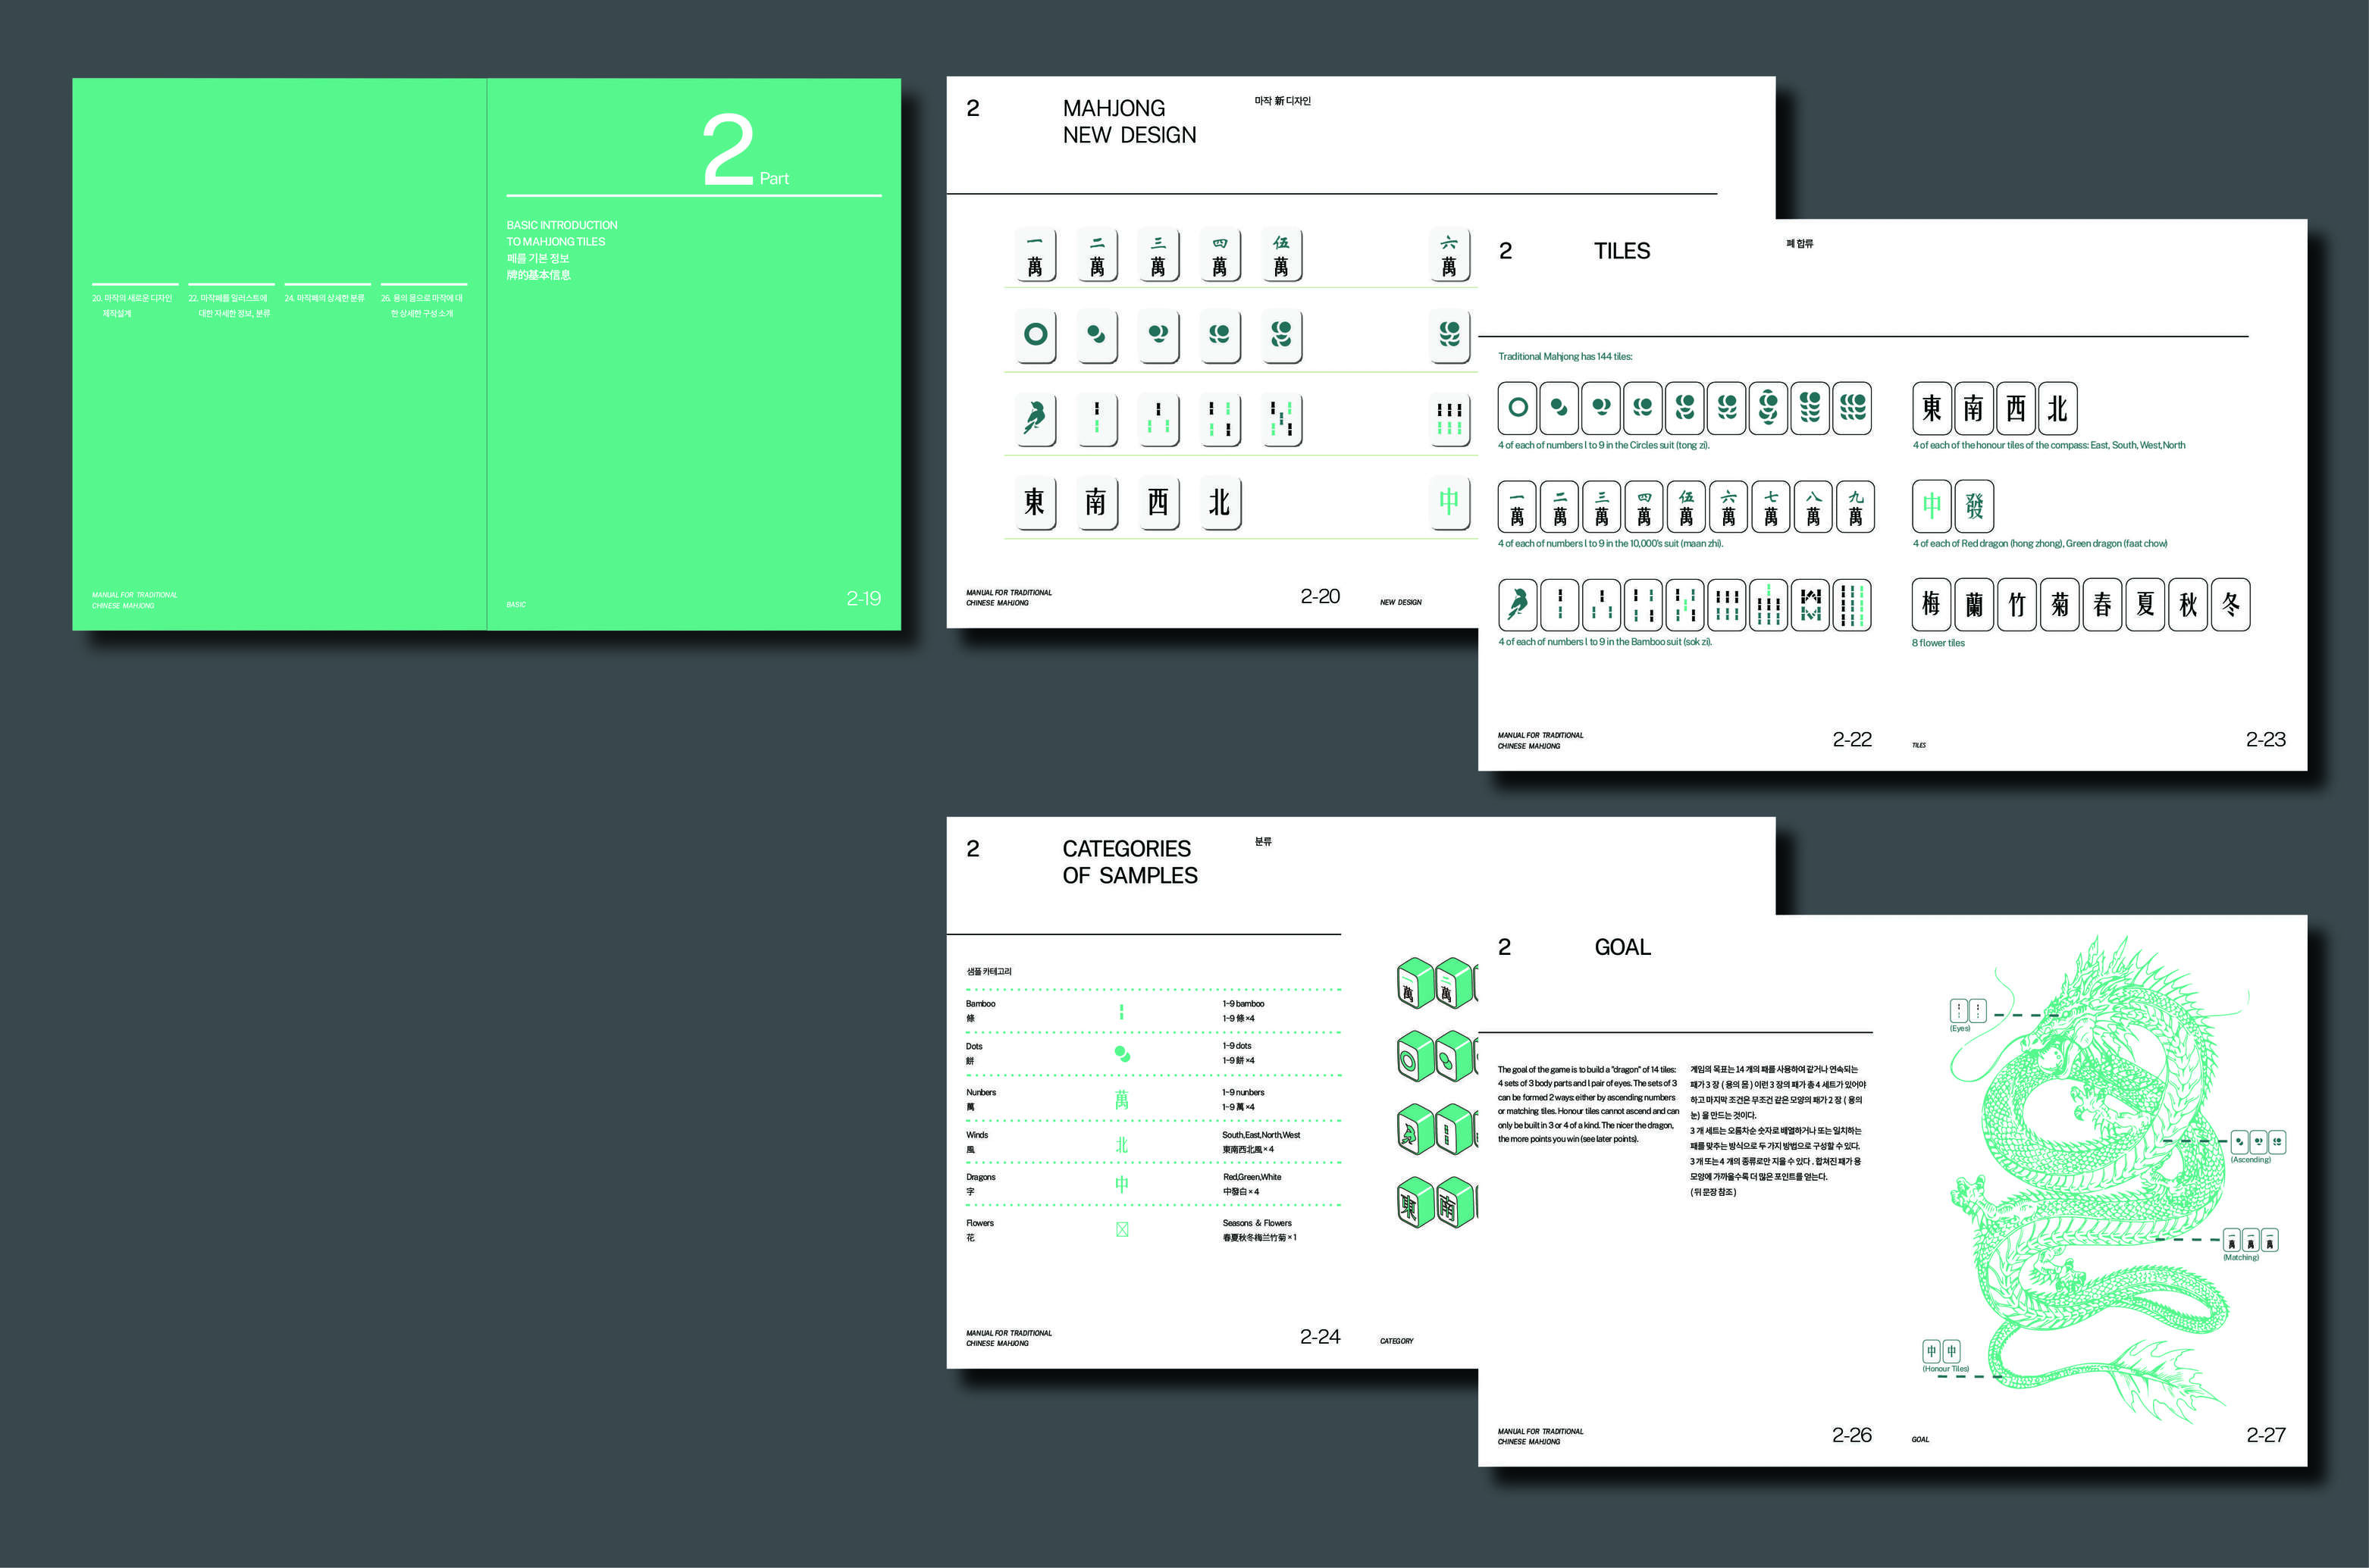 2 Part
BASIC INTRODUCTION
TO MAHJONG TILES
패를 기본 정보
牌的基本信息
20. 마작의 새로운 디자인
제작설계
22. 마작패를 일러스트에
대한 자세한 정보, 분류
24. 마작패의 상세한 분류
26. 용의 몸으로 마작에 대
한 상세한 구성 소개
MANUAL FOR TRADITIONAL
CHINESE MAHJONG
BASIC
2-19
2
MAHJONG
NEW DESIGN
마작 新 디자인
一 二 三 四 伍 六
萬 萬 萬 萬 萬 萬
東 南 西 北 中
MANUAL FOR TRADITIONAL
CHINESE MAHJONG
2-20
NEW DESIGN
2
TILES
패 합류
Traditional Mahjong has 144 tiles:
4 of each of numbers 1 to 9 in the Circles suit (tong zi).
一 二 三 四 伍 六 七 八 九
萬 萬 萬 萬 萬 萬 萬 萬 萬
4 of each of numbers 1 to 9 in the 10,000's suit (maan zhi).
4 of each of numbers 1 to 9 in the Bamboo suit (sok zi).
東 南 西 北
4 of each of the honour tiles of the compass: East, South, West,North
中 發
4 of each of Red dragon (hong zhong), Green dragon (faat chow)
梅 蘭 竹 菊 春 夏 秋 冬
8 flower tiles
MANUAL FOR TRADITIONAL
CHINESE MAHJONG
2-22
TILES
2-23
2
CATEGORIES
OF SAMPLES
분류
샘플 카테고리
Bamboo
條
1-9 bamboo
1-9 條 ×4
Dots
餅
1-9 dots
1-9 餅 ×4
Nunbers
萬
萬
1-9 nunbers
1-9 萬 ×4
Winds
風
北
South,East,North,West
東南西北風 × 4
Dragons
字
中
Red,Green,White
中發白 × 4
Flowers
花
Seasons & Flowers
春夏秋冬梅兰竹菊 × 1
一 二
萬 萬
東 南
MANUAL FOR TRADITIONAL
CHINESE MAHJONG
2-24
CATEGORY
2
GOAL
The goal of the game is to build a "dragon" of 14 tiles:
4 sets of 3 body parts and 1 pair of eyes. The sets of 3
can be formed 2 ways: either by ascending numbers
or matching tiles. Honour tiles cannot ascend and can
only be built in 3 or 4 of a kind. The nicer the dragon,
the more points you win (see later points).
게임의 목표는 14 개의 패를 사용하여 같거나 연속되는
패가 3 장 ( 용의 몸 ) 이런 3 장의 패가 총 4 세트가 있어야
하고 마지막 조건은 무조건 같은 모양의 패가 2 장 ( 용의
눈) 을 만드는 것이다.
3 개 세트는 오름차순 숫자로 배열하거나 또는 일치하는
패를 맞추는 방식으로 두 가지 방법으로 구성할 수 있다.
3 개 또는 4 개의 종류로만 지을 수 있다 . 합쳐진 패가 용
모양에 가까울수록 더 많은 포인트를 얻는다.
( 뒤 문장 참조 )
(Eyes)
(Ascending)
一 一 一
萬 萬 萬
(Matching)
中 中
(Honour Tiles)
MANUAL FOR TRADITIONAL
CHINESE MAHJONG
2-26
GOAL
2-27